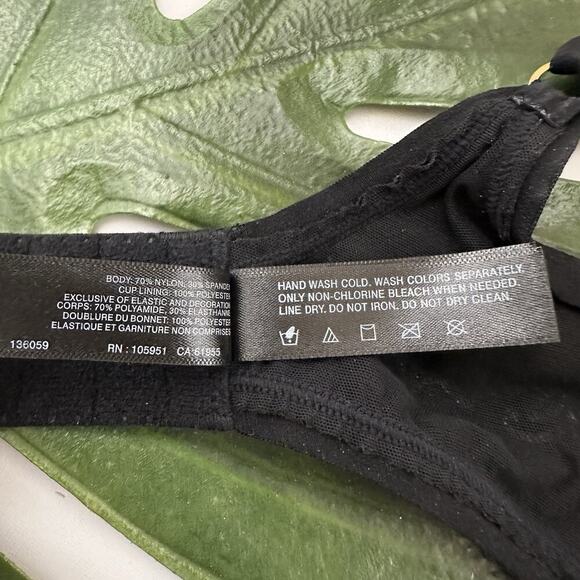 BODY: 70% NYLON, 30% SPANDEX
CUP LINING: 100% POLYESTER
EXCLUSIVE OF ELASTIC AND DECORATION
CORPS: 70% POLYAMIDE, 30% ELASTHANNE
DOUBLURE DU BONNET: 100% POLYESTER
ELASTIQUE ET GARNITURE NON COMPRISES
136059 RN : 105951 CA:61955
HAND WASH COLD. WASH COLORS SEPARATELY.
ONLY NON-CHLORINE BLEACH WHEN NEEDED.
LINE DRY. DO NOT IRON. DO NOT DRY CLEAN.